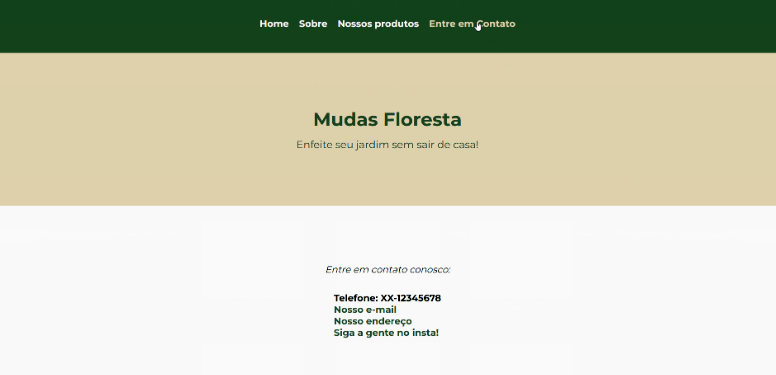 Home Sobre Nossos produtos Entre em Contato
Mudas Floresta
Enfeite seu jardim sem sair de casa!
Entre em contato conosco:
Telefone: XX-12345678
Nosso e-mail
Nosso endereço
Siga a gente no insta!